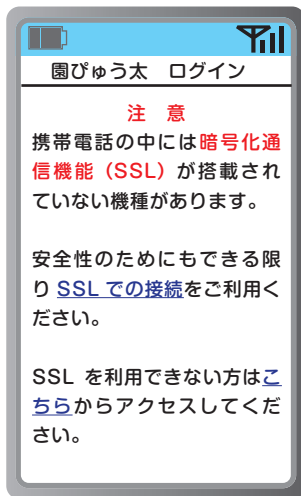 園ぴゅう太　ログイン
注　意
携帯電話の中には暗号化通
信機能（SSL）が搭載され
ていない機種があります。
安全性のためにもできる限
り SSL での接続をご利用く
ださい。
SSL を利用できない方はこ
ちらからアクセスしてくだ
さい。